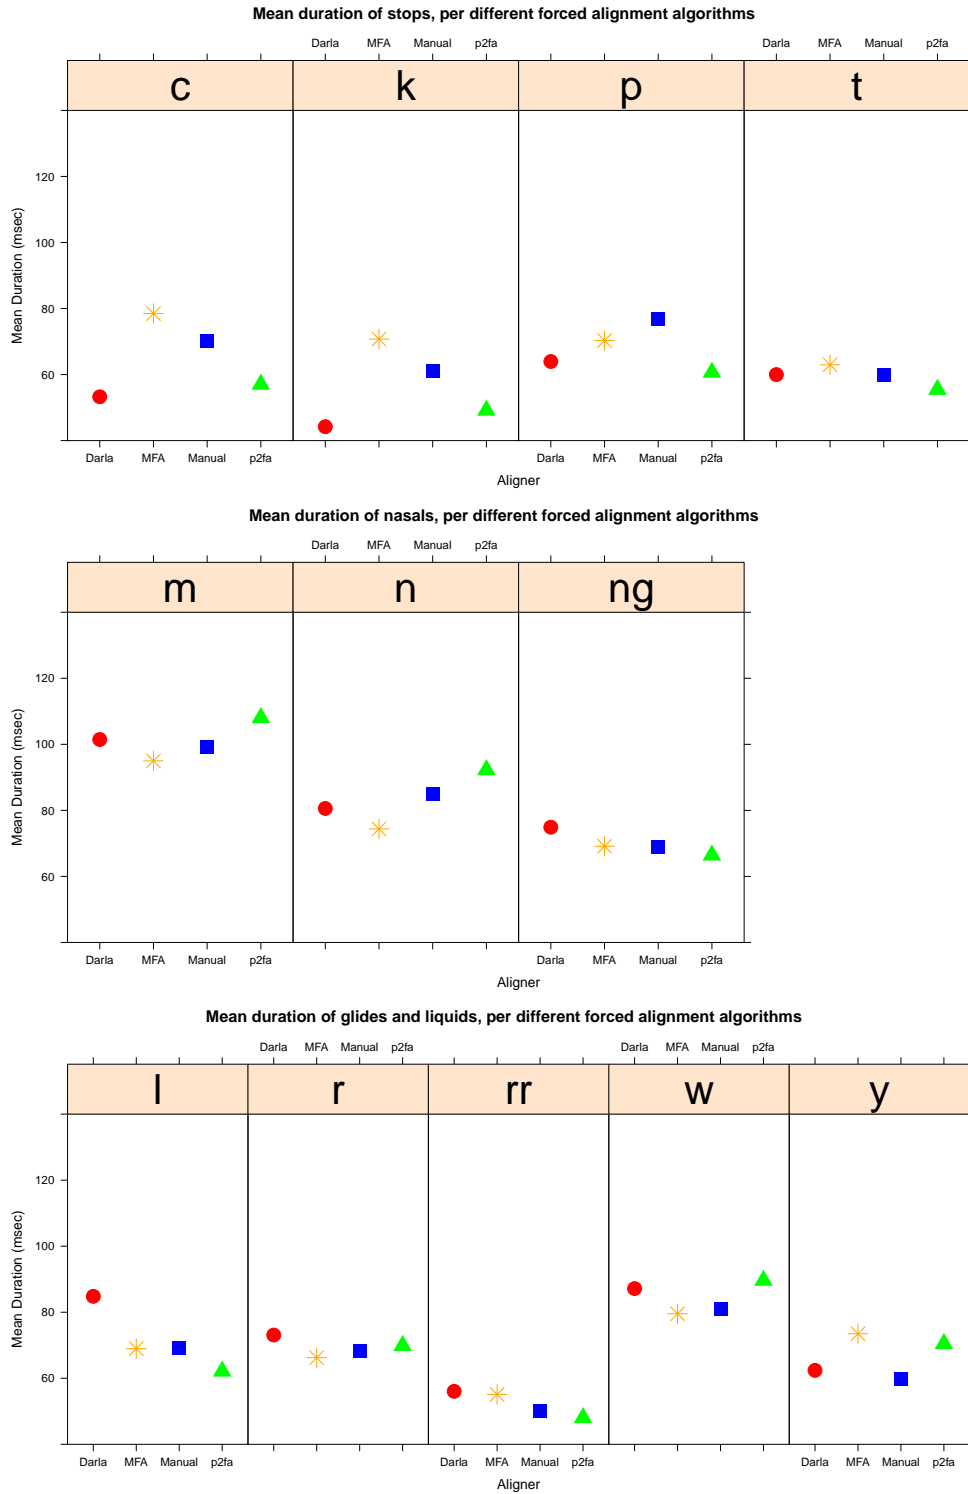 Mean duration of stops, per different forced alignment algorithms
Darla MFA Manual p2fa Darla MFA Manual p2fa
c k p t
120
100
80
60
Mean Duration (msec)
Darla MFA Manual p2fa Darla MFA Manual p2fa
Aligner
Mean duration of nasals, per different forced alignment algorithms
Darla MFA Manual p2fa
m n ng
120
100
80
60
Mean Duration (msec)
Darla MFA Manual p2fa Darla MFA Manual p2fa
Aligner
Mean duration of glides and liquids, per different forced alignment algorithms
Darla MFA Manual p2fa Darla MFA Manual p2fa
l r rr w y
120
100
80
60
Mean Duration (msec)
Darla MFA Manual p2fa Darla MFA Manual p2fa Darla MFA Manual p2fa
Aligner